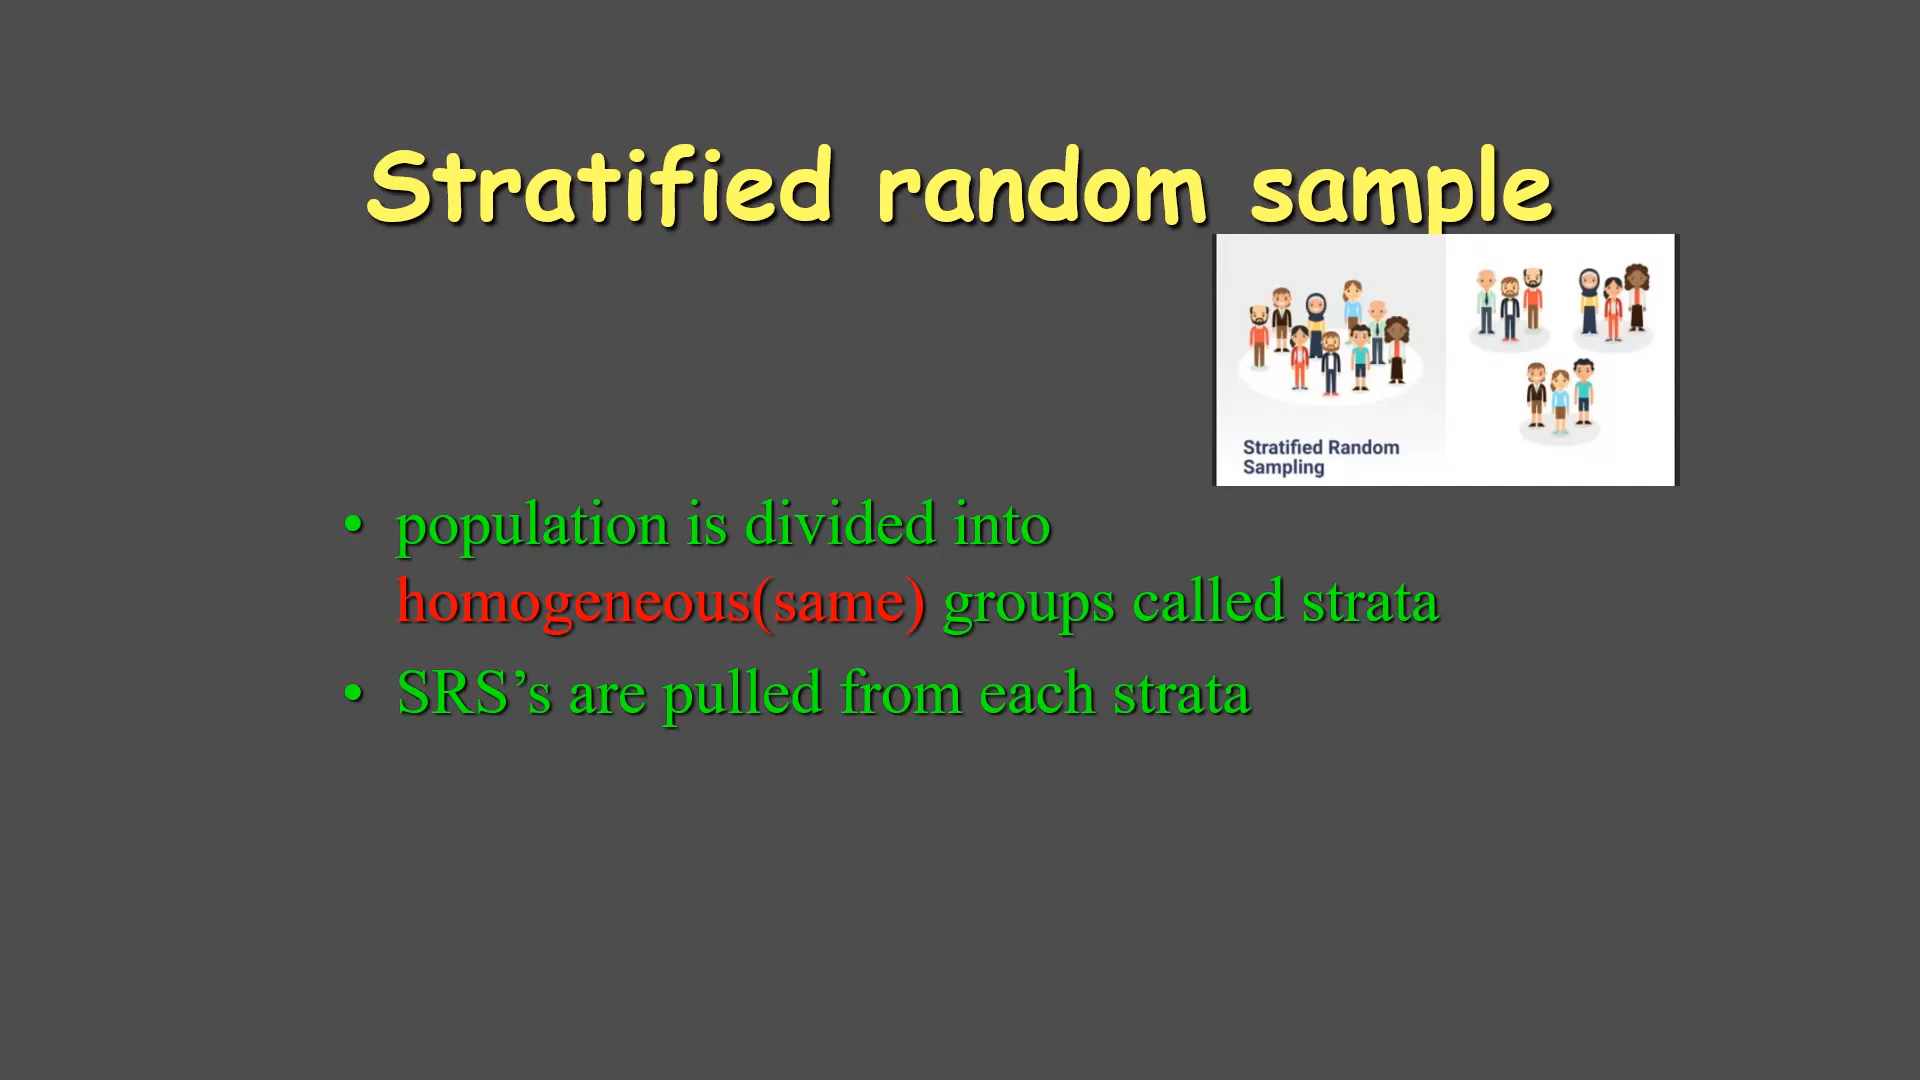 Stratified random sample
Stratified Random
Sampling
• population is divided into
homogeneous(same) groups called strata
• SRS’s are pulled from each strata